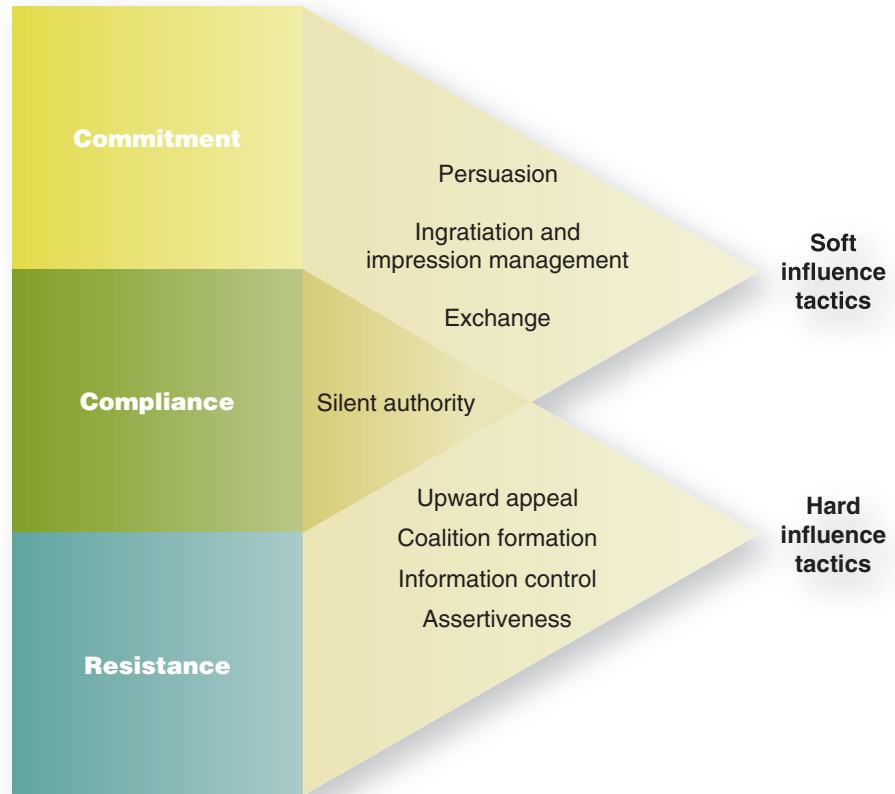 Commitment
Persuasion
Ingratiation and
impression management
Soft
influence
tactics
Exchange
Compliance
Silent authority
Upward appeal
Coalition formation
Information control
Assertiveness
Hard
influence
tactics
Resistance